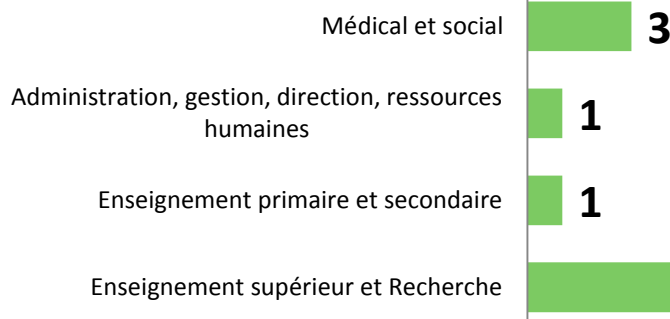 Médical et social 3
Administration, gestion, direction, ressources
humaines 1
Enseignement primaire et secondaire 1
Enseignement supérieur et Recherche